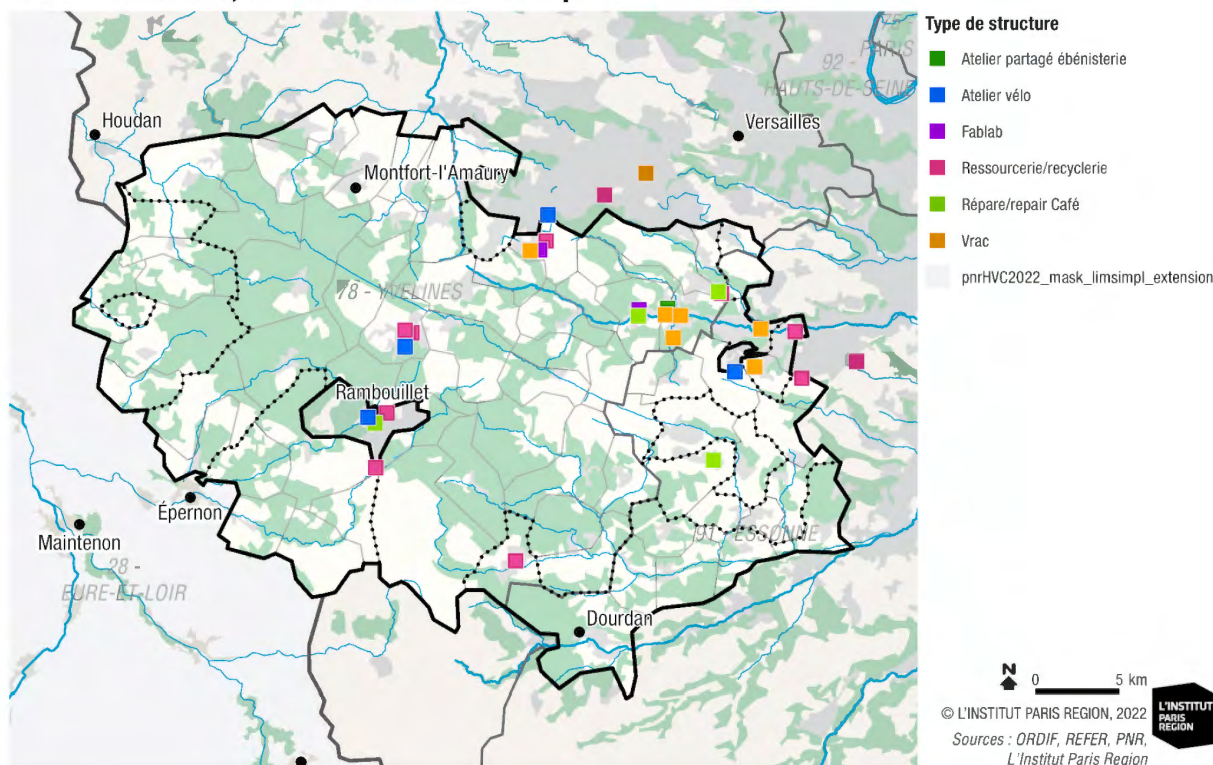 Type de structure
Atelier partagé ébénisterie
Atelier vélo
Fablab
Ressourcerie/recyclerie
Répare/repair Café
Vrac
pnrHVC2022_mask_limsimpl_extension
75 -
PARIS
92 -
HAUTS-DE-SEINE
Houdan
Versailles
Montfort-l'Amaury
78 - YVELINES
Rambouillet
Épernon
Maintenon
28 -
EURE-ET-LOIR
91 - ESSONNE
Dourdan
N
0 5 km
© L'INSTITUT PARIS REGION, 2022
Sources : ORDIF, REFER, PNR,
L'Institut Paris Region
L'INSTITUT
PARIS
REGION